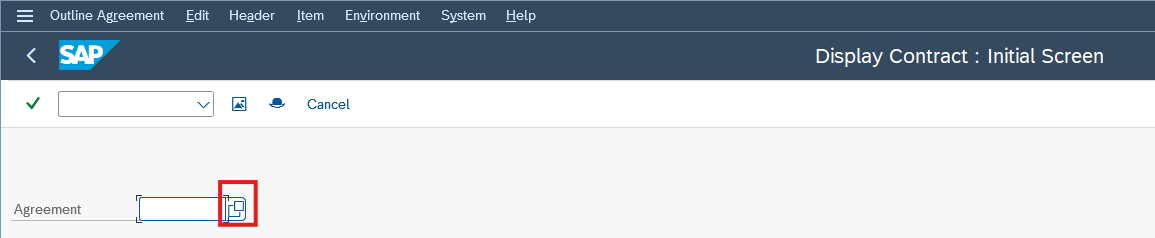 Outline Agreement Edit Header Item Environment System Help
SAP Display Contract : Initial Screen
Cancel
Agreement